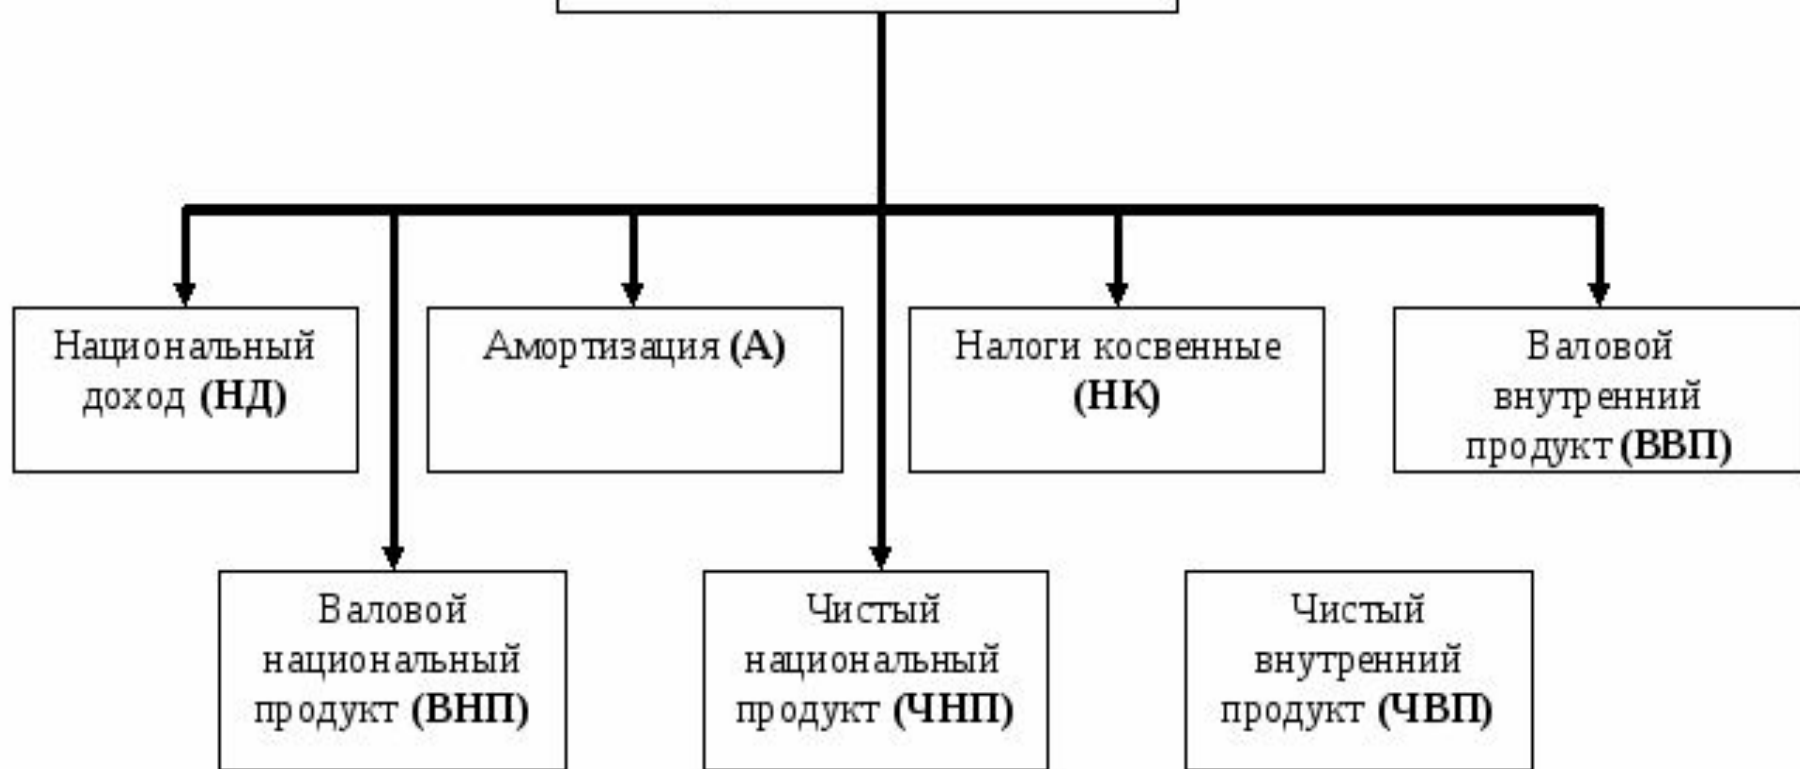 Национальный
доход (НД)
Амортизация (А)
Налоги косвенные
(НК)
Валовой
внутренний
продукт (ВВП)
Валовой
национальный
продукт (ВНП)
Чистый
национальный
продукт (ЧНП)
Чистый
внутренний
продукт (ЧВП)